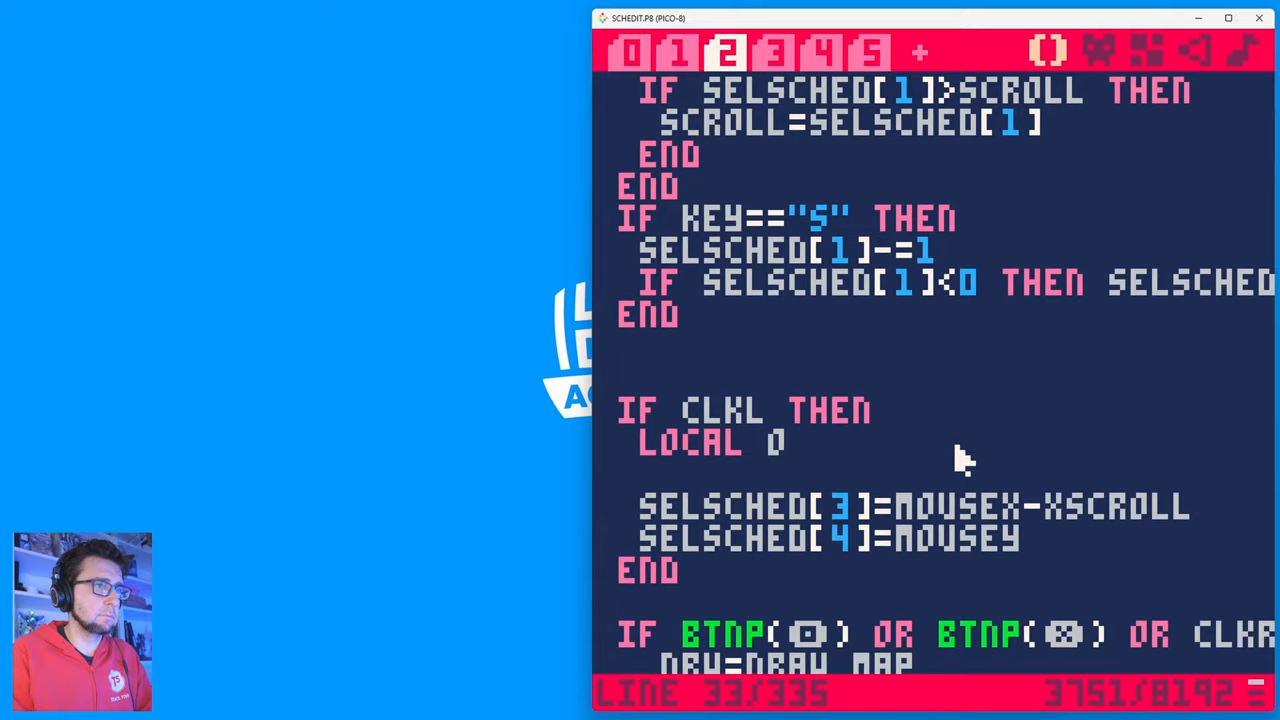 SCHEDIT.P8 (PICO-8)
0 1 2 3 4 5 +
IF SELSCHED[1]>SCROLL THEN
SCROLL=SELSCHED[1]
END
END
IF KEY=="S" THEN
SELSCHED[1]-=1
IF SELSCHED[1]<0 THEN SELSCHED
END
IF CLKL THEN
LOCAL O
SELSCHED[3]=MOUSEX-XSCROLL
SELSCHED[4]=MOUSEY
END
IF BTNP(🅾️) OR BTNP(❎) OR CLKR
DRV=DRAV_MAP
LINE 33/335
3751/8192